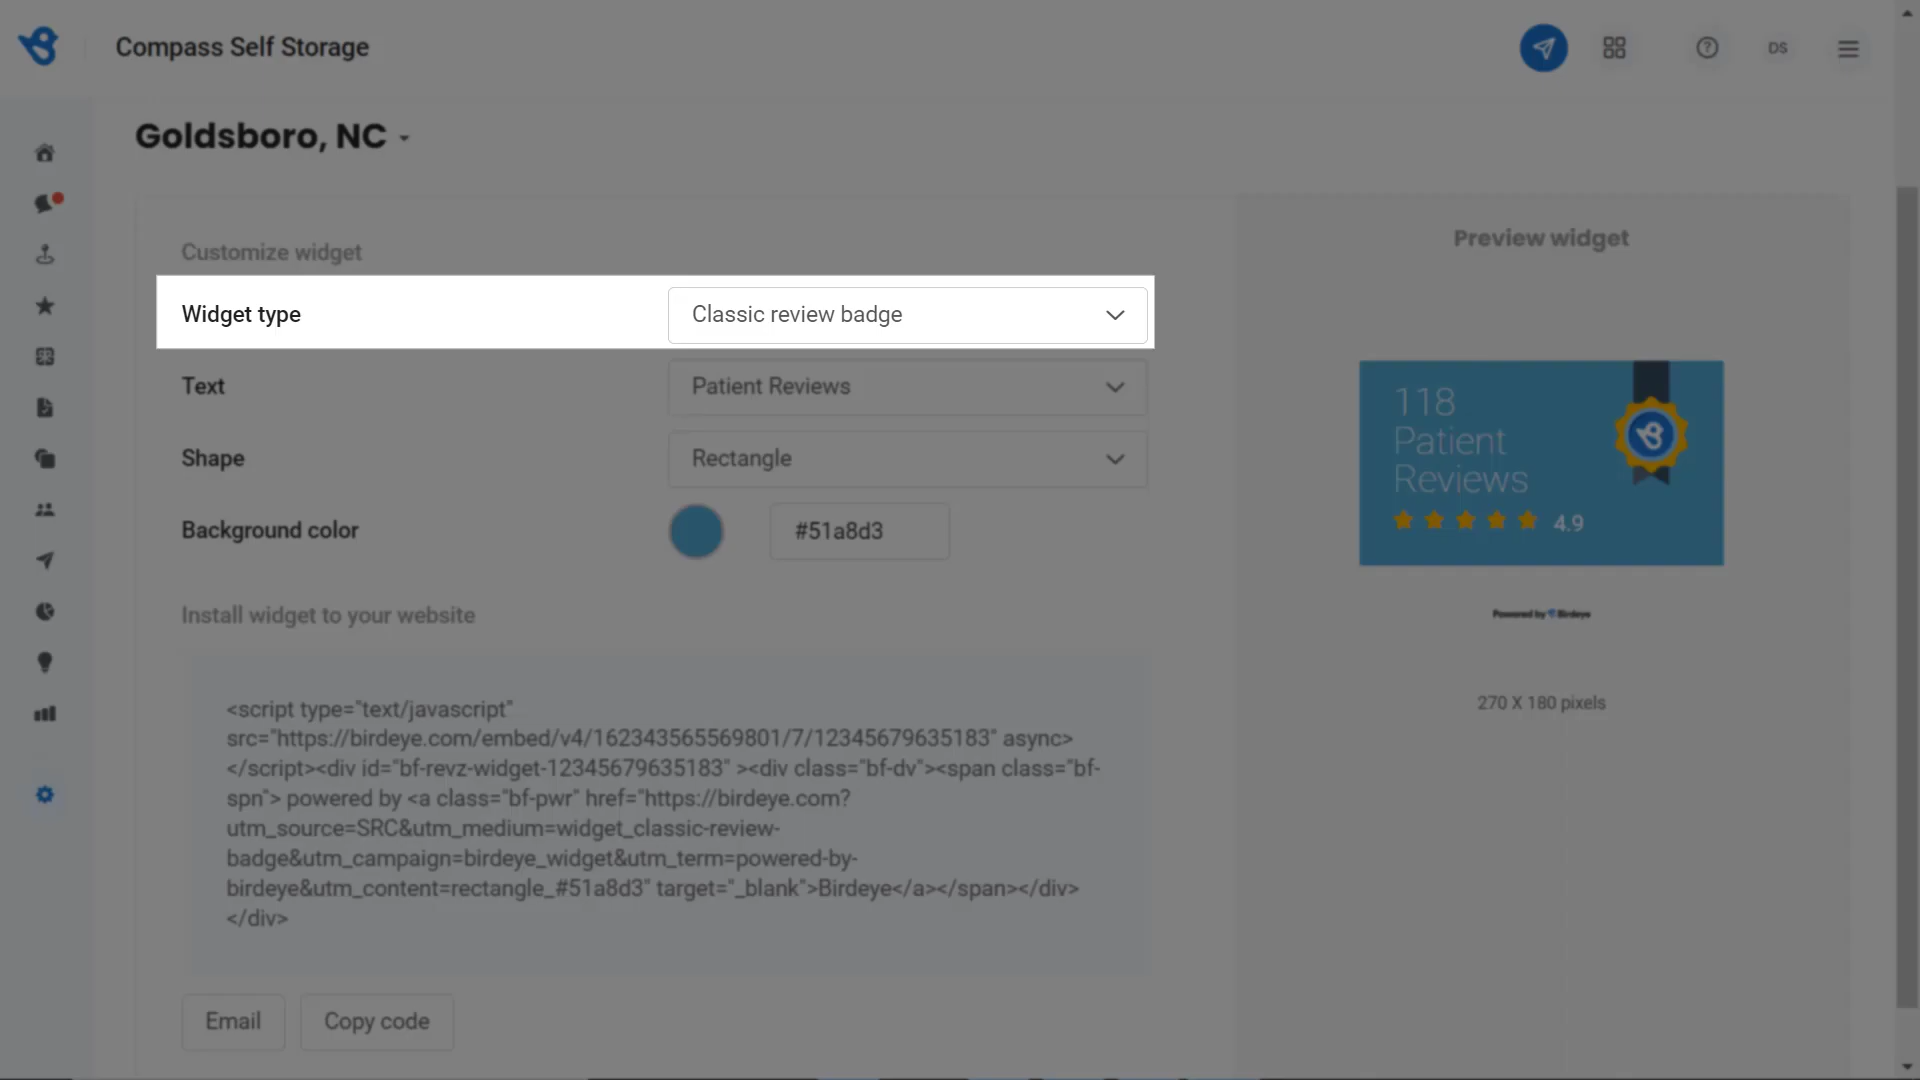 Compass Self Storage
DS
Goldsboro, NC
Customize widget
Widget type
Classic review badge
Text
Patient Reviews
Shape
Rectangle
Background color
#51a8d3
Install widget to your website
<script type="text/javascript"
src="https://birdeye.com/embed/v4/162343565569801/7/12345679635183" async>
</script><div id="bf-revz-widget-12345679635183" ><div class="bf-dv"><span class="bf-
spn"> powered by <a class="bf-pwr" href="https://birdeye.com?
utm_source=SRC&utm_medium=widget_classic-review-
badge&utm_campaign=birdeye_widget&utm_term=powered-by-
birdeye&utm_content=rectangle_#51a8d3" target="_blank">Birdeye</a></span></div>
</div>
Email
Copy code
Preview widget
118
Patient
Reviews
4.9
Powered by Birdeye
270 X 180 pixels